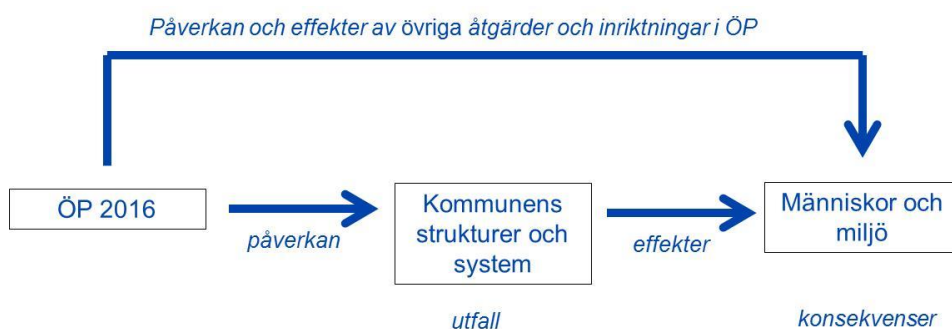 Påverkan och effekter av övriga åtgärder och inriktningar i ÖP
ÖP 2016
påverkan
Kommunens
strukturer och
system
effekter
Människor och
miljö
utfall
konsekvenser